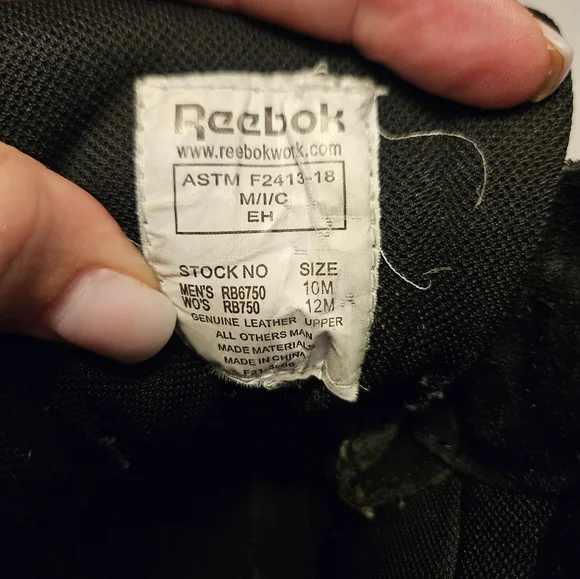 Reebok
www.reebokwork.com
ASTM F2413-18
M/I/C
EH
STOCK NO SIZE
MEN'S RB6750 10M
WO'S RB750 12M
GENUINE LEATHER UPPER
ALL OTHERS MAN
MADE MATERIALS
MADE IN CHINA